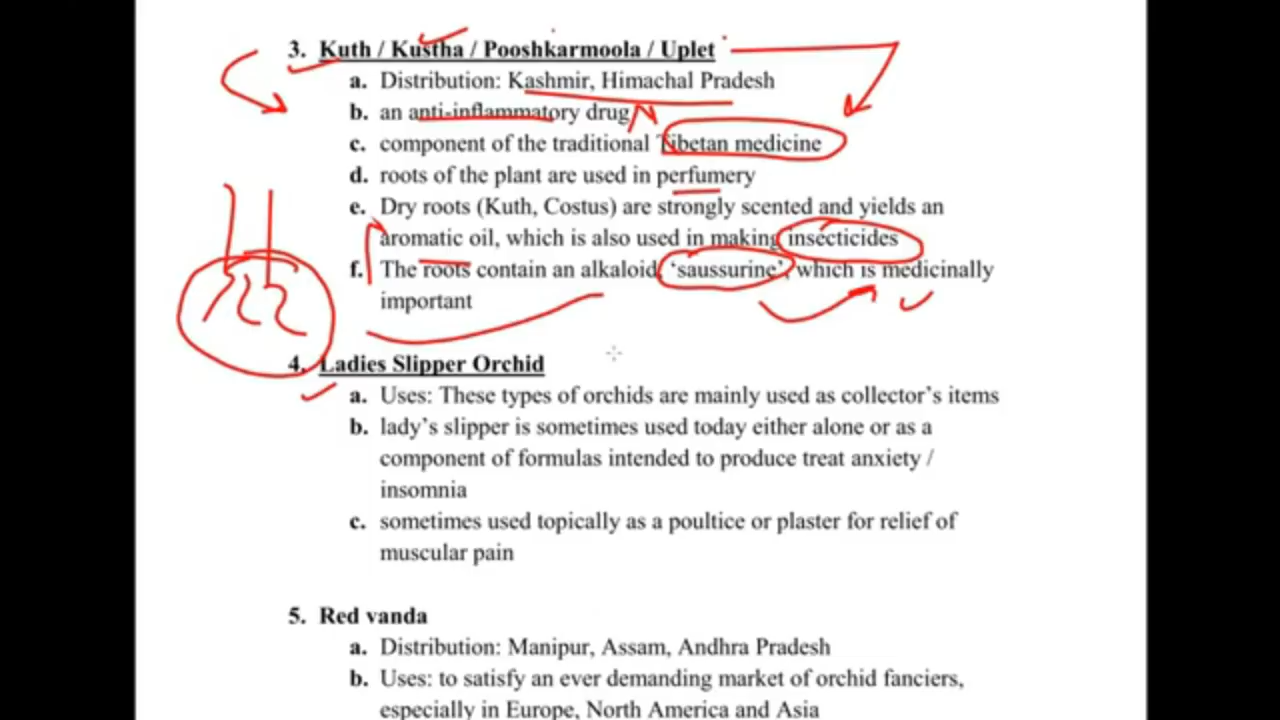 3. Kuth / Kustha / Pooshkarmoola / Uplet
a. Distribution: Kashmir, Himachal Pradesh
b. an anti-inflammatory drug
c. component of the traditional Tibetan medicine
d. roots of the plant are used in perfumery
e. Dry roots (Kuth, Costus) are strongly scented and yields an
aromatic oil, which is also used in making insecticides
f. The roots contain an alkaloid, ‘saussurine’, which is medicinally
important
4. Ladies Slipper Orchid
a. Uses: These types of orchids are mainly used as collector’s items
b. lady’s slipper is sometimes used today either alone or as a
component of formulas intended to produce treat anxiety /
insomnia
c. sometimes used topically as a poultice or plaster for relief of
muscular pain
5. Red vanda
a. Distribution: Manipur, Assam, Andhra Pradesh
b. Uses: to satisfy an ever demanding market of orchid fanciers,
especially in Europe, North America and Asia